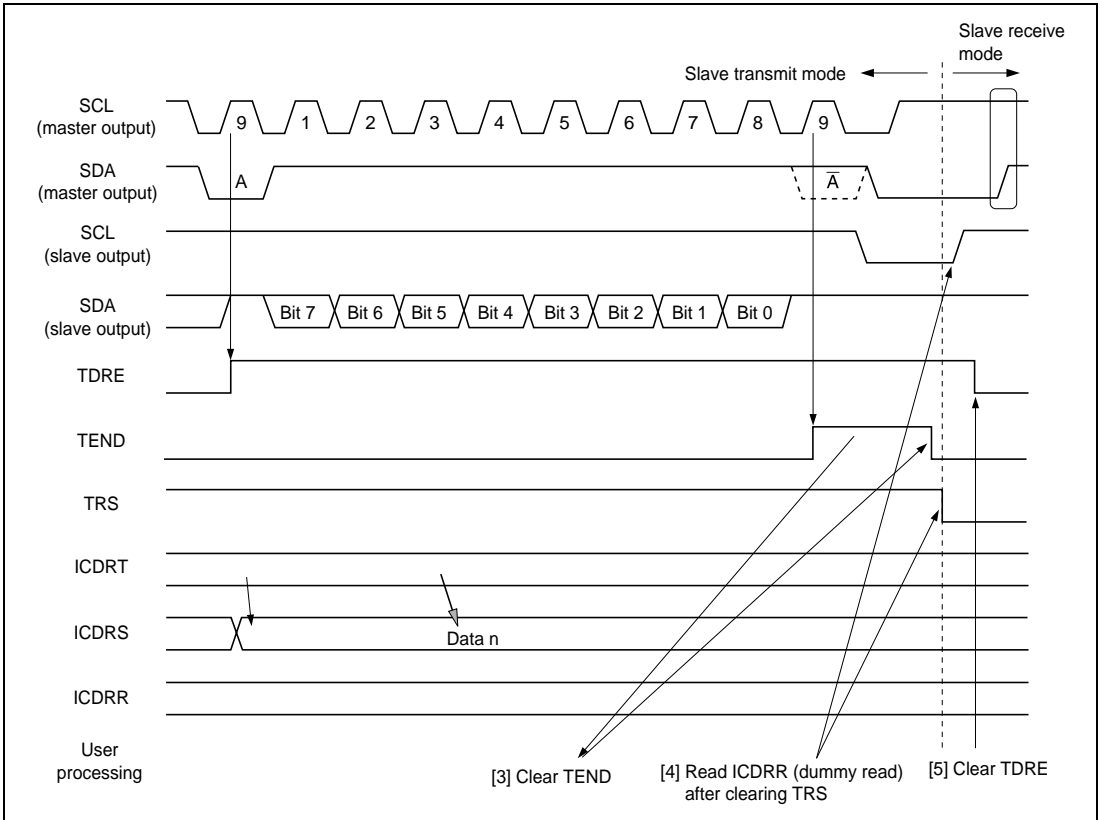 Slave receive
mode
Slave transmit mode
SCL
(master output)
9 1 2 3 4 5 6 7 8 9
SDA
(master output)
A
A̅
SCL
(slave output)
SDA
(slave output)
Bit 7 Bit 6 Bit 5 Bit 4 Bit 3 Bit 2 Bit 1 Bit 0
TDRE
TEND
TRS
ICDRT
ICDRS
Data n
ICDRR
User
processing
[3] Clear TEND
[4] Read ICDRR (dummy read)
after clearing TRS
[5] Clear TDRE